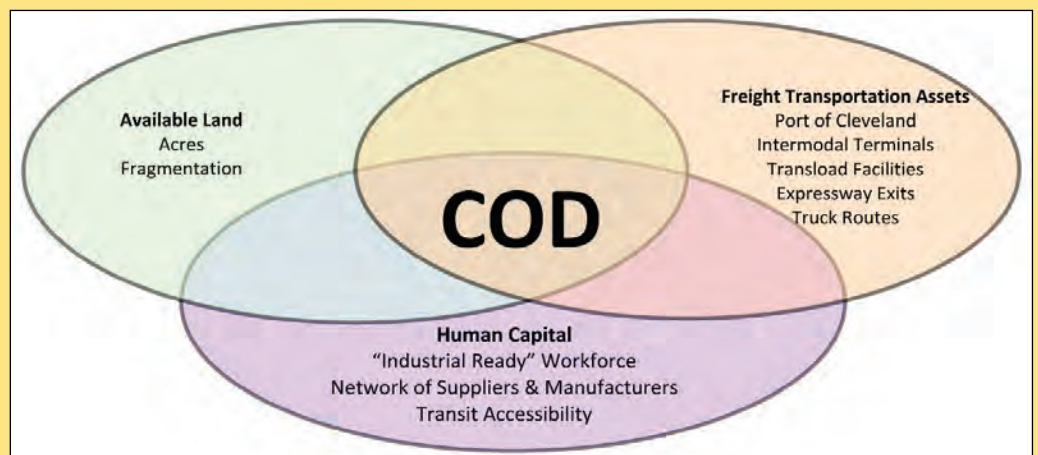 Available Land
Acres
Fragmentation
Freight Transportation Assets
Port of Cleveland
Intermodal Terminals
Transload Facilities
Expressway Exits
Truck Routes
COD
Human Capital
“Industrial Ready” Workforce
Network of Suppliers & Manufacturers
Transit Accessibility